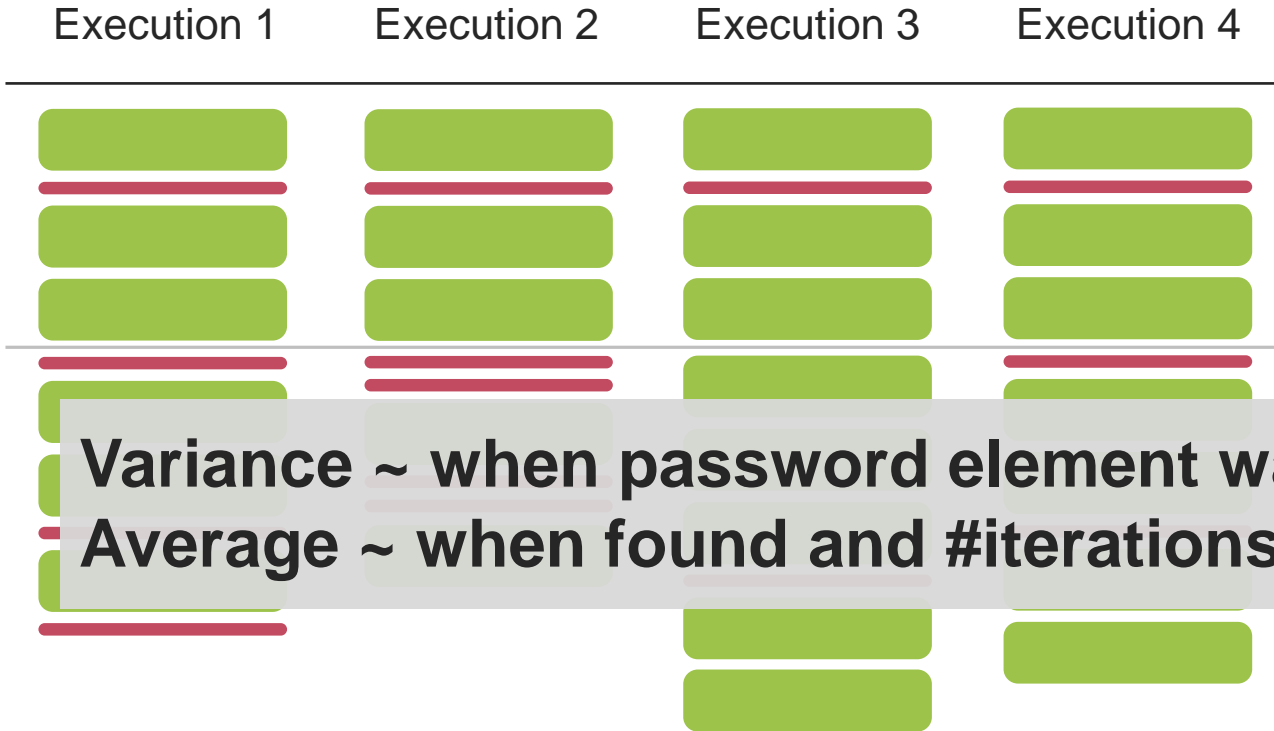 Execution 1 Execution 2 Execution 3 Execution 4
Variance ~ when password element
Average ~ when found and #iterations